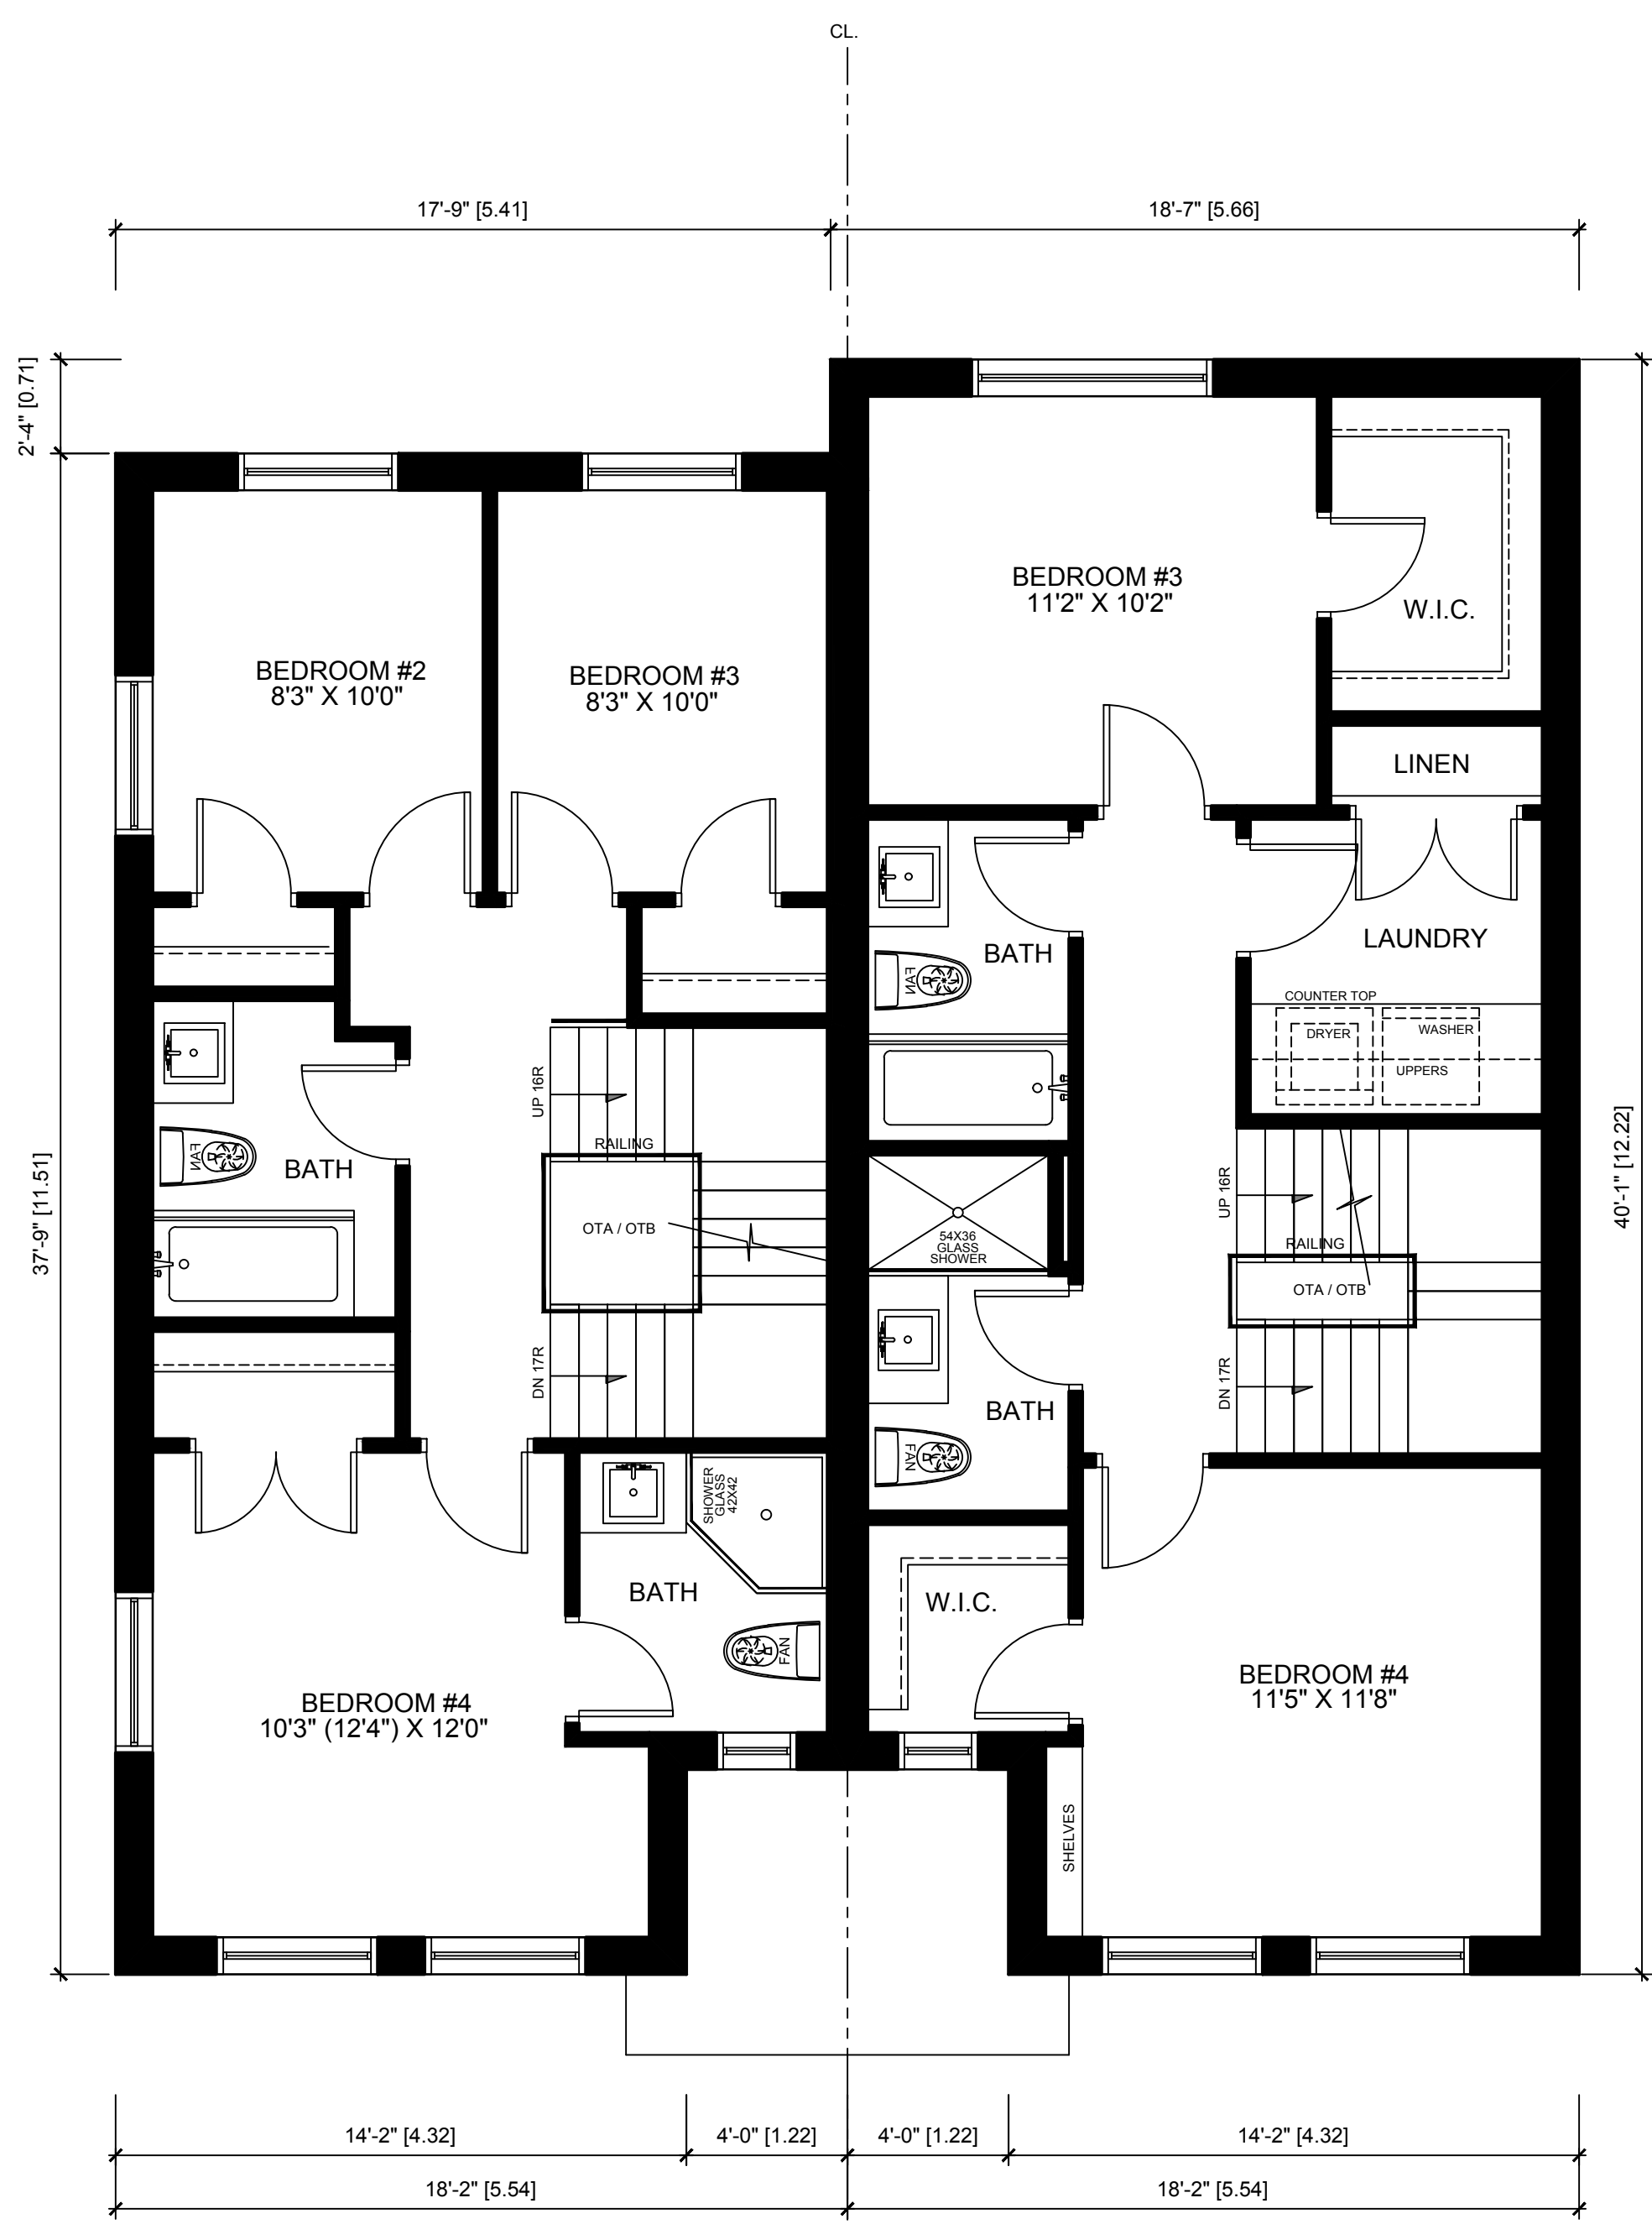 CL.
17'-9" [5.41]
18'-7" [5.66]
2'-4" [0.71]
37'-9" [11.51]
40'-1" [12.22]
BEDROOM #2
8'3" X 10'0"
BEDROOM #3
8'3" X 10'0"
BEDROOM #3
11'2" X 10'2"
W.I.C.
LINEN
LAUNDRY
COUNTER TOP
DRYER
WASHER
UPPERS
BATH
FAN
BATH
FAN
UP 16R
RAILING
OTA / OTB
DN 17R
54X36
GLASS
SHOWER
UP 16R
RAILING
OTA / OTB
DN 17R
BATH
FAN
SHOWER
GLASS
42X42
BATH
FAN
W.I.C.
BEDROOM #4
10'3" (12'4") X 12'0"
BEDROOM #4
11'5" X 11'8"
SHELVES
14'-2" [4.32]
4'-0" [1.22]
4'-0" [1.22]
14'-2" [4.32]
18'-2" [5.54]
18'-2" [5.54]